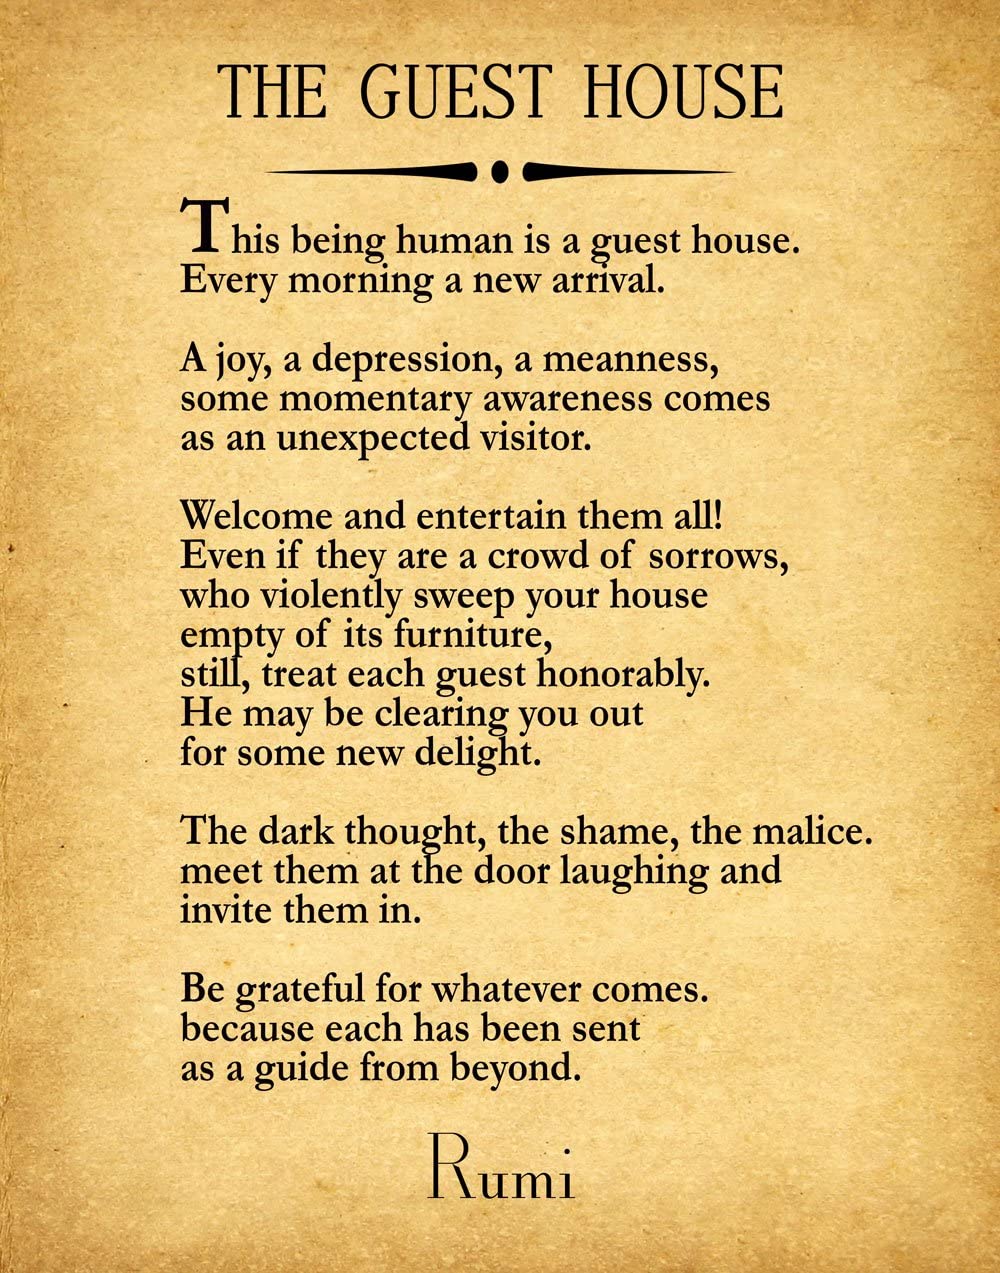 THE GUEST HOUSE
This being human is a guest house.
Every morning a new arrival.
A joy, a depression, a meanness,
some momentary awareness comes
as an unexpected visitor.
Welcome and entertain them all!
Even if they are a crowd of sorrows,
who violently sweep your house
empty of its furniture,
still, treat each guest honorably.
He may be clearing you out
for some new delight.
The dark thought, the shame, the malice.
meet them at the door laughing and
invite them in.
Be grateful for whatever comes.
because each has been sent
as a guide from beyond.
Rumi